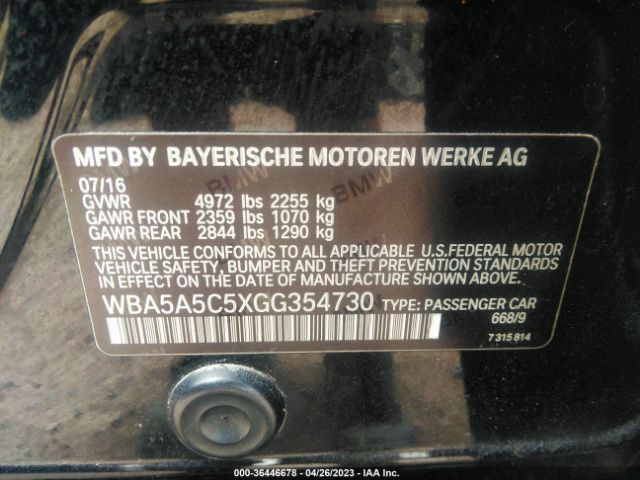 MFD BY BAYERISCHE MOTOREN WERKE AG
07/16
GVWR 4972 lbs 2255 kg
GAWR FRONT 2359 lbs 1070 kg
GAWR REAR 2844 lbs 1290 kg
THIS VEHICLE CONFORMS TO ALL APPLICABLE U.S.FEDERAL MOTOR
VEHICLE SAFETY, BUMPER AND THEFT PREVENTION
STANDARDS IN EFFECT ON THE DATE OF MANUFACTURE SHOWN ABOVE.
WBA5A5C5XGG354730 TYPE: PASSENGER CAR
668/9
7315814
000-36446678 - 04/26/2023 - IAA Inc.